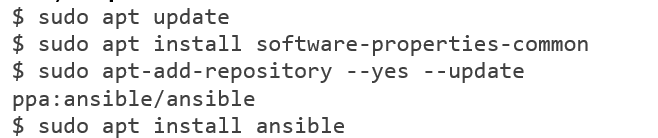 $ sudo apt update
$ sudo apt install software-properties-common
$ sudo apt-add-repository --yes --update
ppa:ansible/ansible
$ sudo apt install ansible